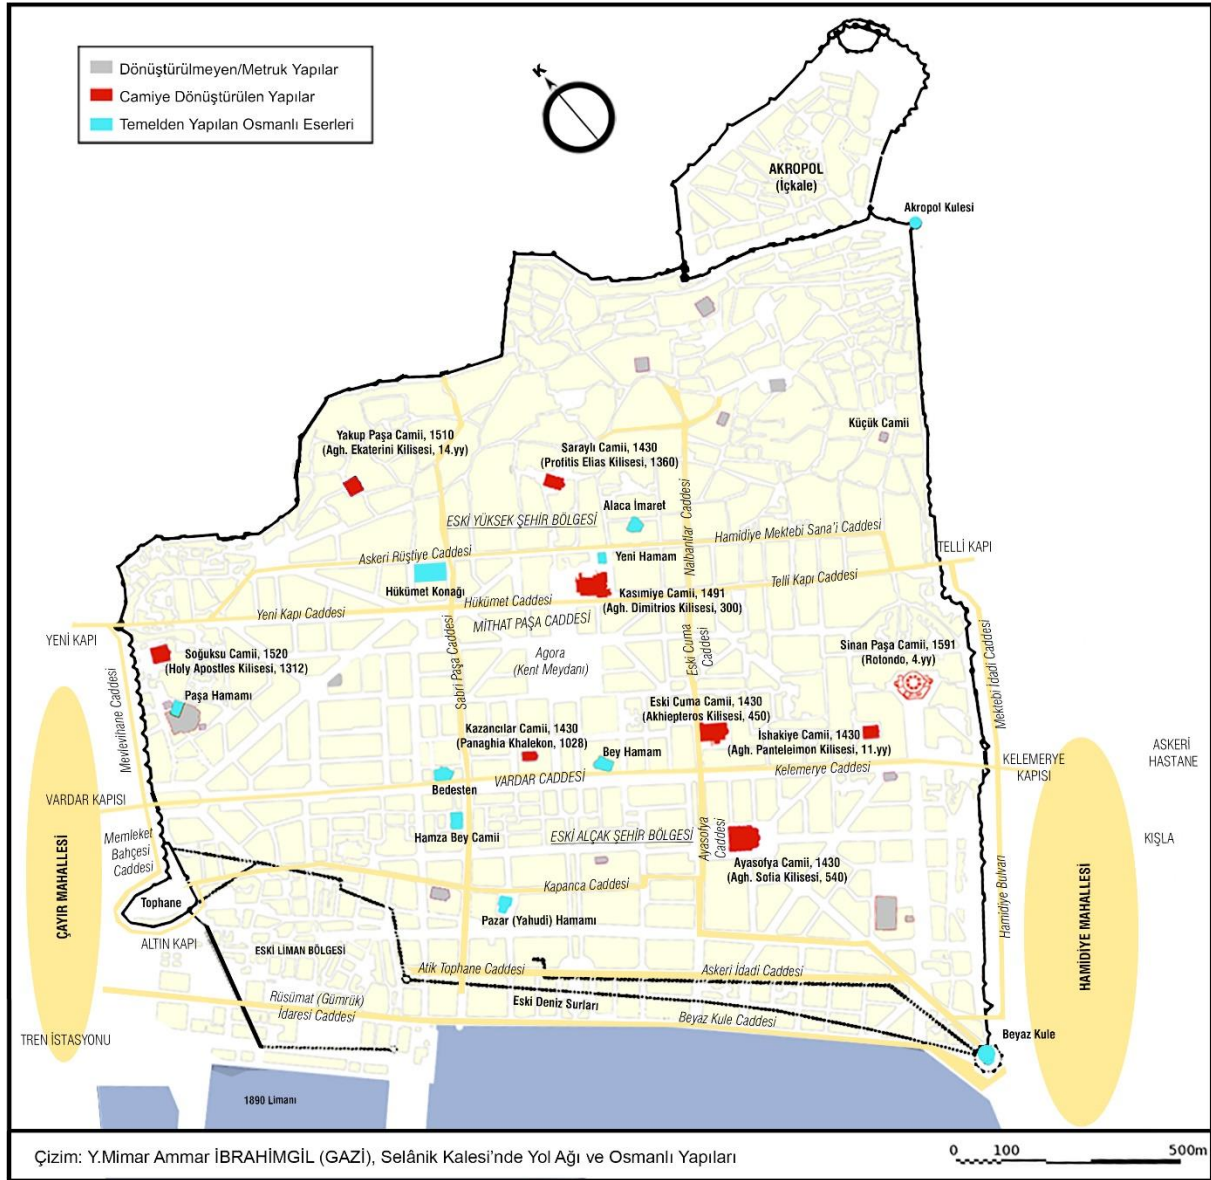 Dönüştürülmeyen/Metruk Yapılar
Camiye Dönüştürülen Yapılar
Temelden Yapılan Osmanlı Eserleri
K
AKROPOL
(İçkale)
Akropol Kulesi
Küçük Camii
Yakup Paşa Camii, 1510
(Agh. Ekaterini Kilisesi, 14.yy)
Saraylı Camii, 1430
(Profitis Elias Kilisesi, 1360)
Alaca İmaret
ESKİ YÜKSEK ŞEHİR BÖLGESİ
Nalbantlar Caddesi
Hamidiye Mektebi Sana'i Caddesi
Askeri Rüştiye Caddesi
Yeni Hamam
TELLİ KAPI
Hükümet Konağı
Telli Kapı Caddesi
Kasımiye Camii, 1491
(Agh. Dimitrios Kilisesi, 300)
Hükümet Caddesi
Yeni Kapı Caddesi
MİTHAT PAŞA CADDESİ
YENİ KAPI
Soğuksu Camii, 1520
(Holy Apostles Kilisesi, 1312)
Agora
(Kent Meydanı)
Eski Cuma
Caddesi
Sinan Paşa Camii, 1591
(Rotondo, 4.yy)
Mektebi İdadi Caddesi
Sabri Paşa Caddesi
Paşa Hamamı
Mevlevihane Caddesi
Eski Cuma Camii, 1430
(Akhiepteros Kilisesi, 450)
Kazancılar Camii, 1430
(Panaghia Khalekon, 1028)
İshakiye Camii, 1430
(Agh. Panteleimon Kilisesi, 11.yy)
Bey Hamam
ASKERİ
HASTANE
KELEMERYE
KAPISI
Kelemerye Caddesi
VARDAR CADDESİ
Bedesten
VARDAR KAPISI
Hamza Bey Camii
ESKİ ALÇAK ŞEHİR BÖLGESİ
Ayasofya
Caddesi
KIŞLA
Memleket
Bahçesi
Caddesi
Ayasofya Camii, 1430
(Agh. Sofia Kilisesi, 540)
Kapanca Caddesi
ÇAYIR MAHALLESİ
Tophane
Pazar (Yahudi) Hamamı
Hamidiye Bulvarı
HAMIDİYE MAHALLESİ
ALTIN KAPI
ESKİ LİMAN BÖLGESİ
Atik Tophane Caddesi
Askeri İdadi Caddesi
Rüsümat (Gümrük)
İdaresi Caddesi
Eski Deniz Surları
Beyaz Kule Caddesi
Beyaz Kule
TREN İSTASYONU
1890 Limanı
Çizim: Y.Mimar Ammar İBRAHİMGİL (GAZİ), Selânik Kalesi'nde Yol Ağı ve Osmanlı Yapıları
0 100 500m